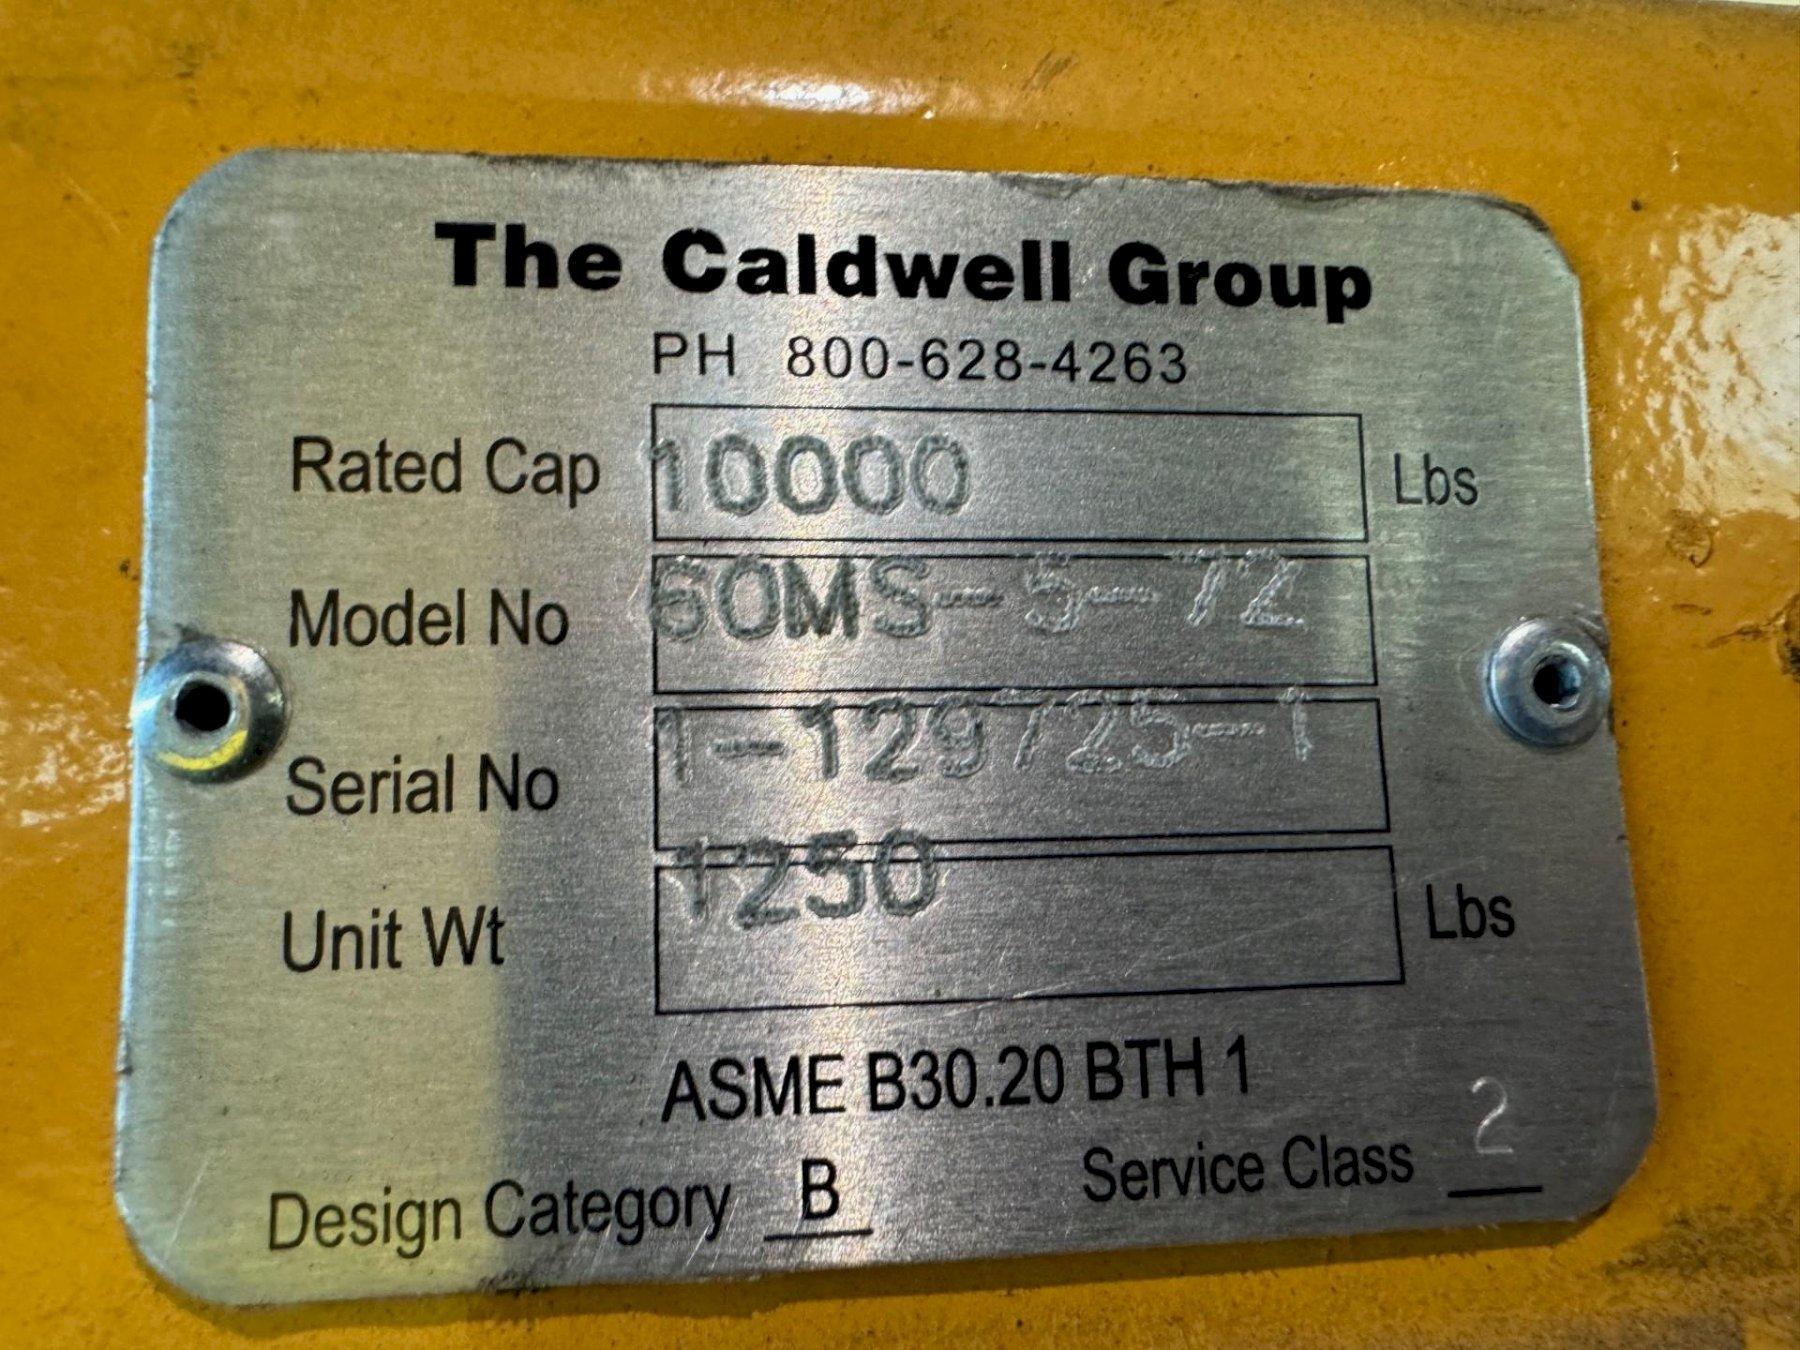 The Caldwell Group
PH 800-628-4263
Rated Cap 10000 Lbs
Model No 60MS-5-72
Serial No 1-129725-1
Unit Wt 1250 Lbs
ASME B30.20 BTH 1
Design Category B Service Class 2